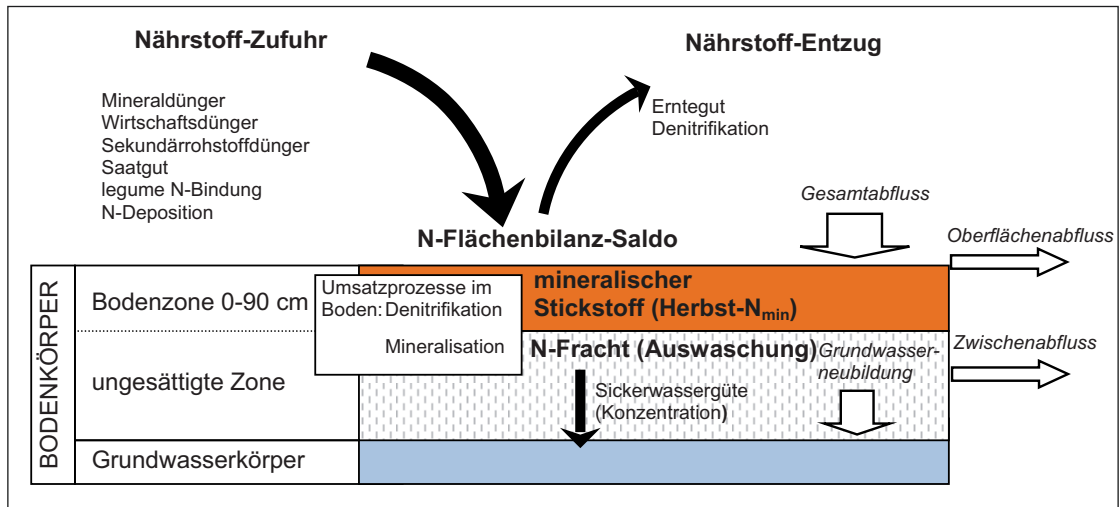 Nährstoff-Zufuhr
Nährstoff-Entzug
Mineraldünger
Wirtschaftsdünger
Sekundärrohstoffdünger
Saatgut
legume N-Bindung
N-Deposition
Erntegut
Denitrifikation
Gesamtabfluss
Oberflächenabfluss
N-Flächenbilanz-Saldo
BODENKÖRPER
Bodenzone 0-90 cm
Umsatzprozesse im
Boden: Denitrifikation
Mineralisation
mineralischer
Stickstoff (Herbst-Nmin)
ungesättigte Zone
N-Fracht (Auswaschung)
Grundwasser-
neubildung
Zwischenabfluss
Sickerwassergüte
(Konzentration)
Grundwasserkörper